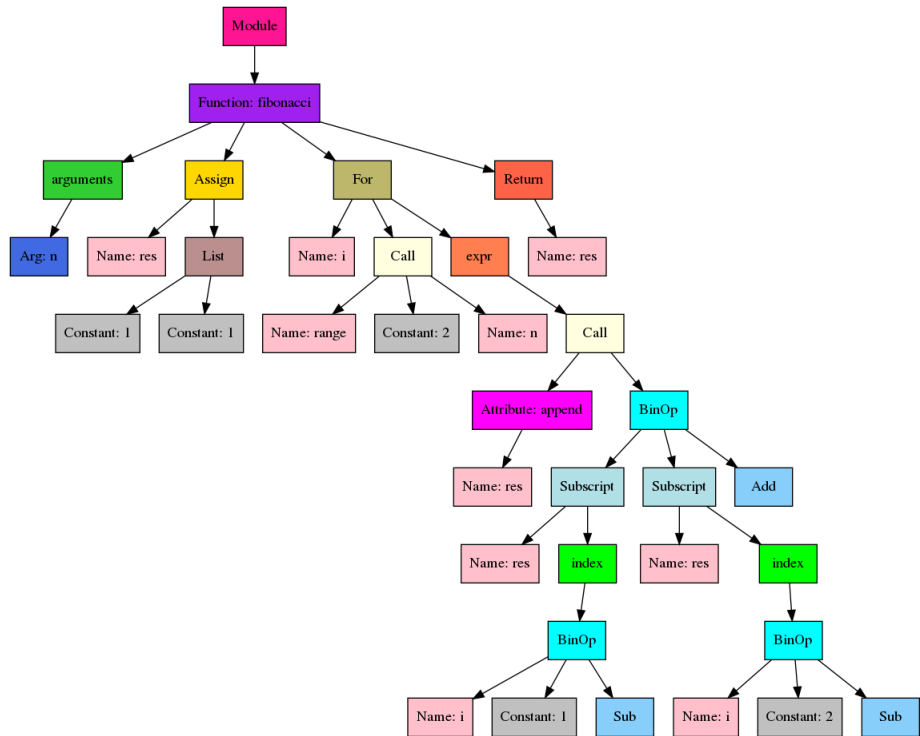 Module
Function: fibonacci
arguments
Assign
For
Return
Arg: n
Name: res
List
Name: i
Call
expr
Name: res
Constant: 1
Constant: 1
Name: range
Constant: 2
Name: n
Call
Attribute: append
BinOp
Name: res
Subscript
Subscript
Add
Name: res
index
Name: res
index
BinOp
BinOp
Name: i
Constant: 1
Sub
Name: i
Constant: 2
Sub